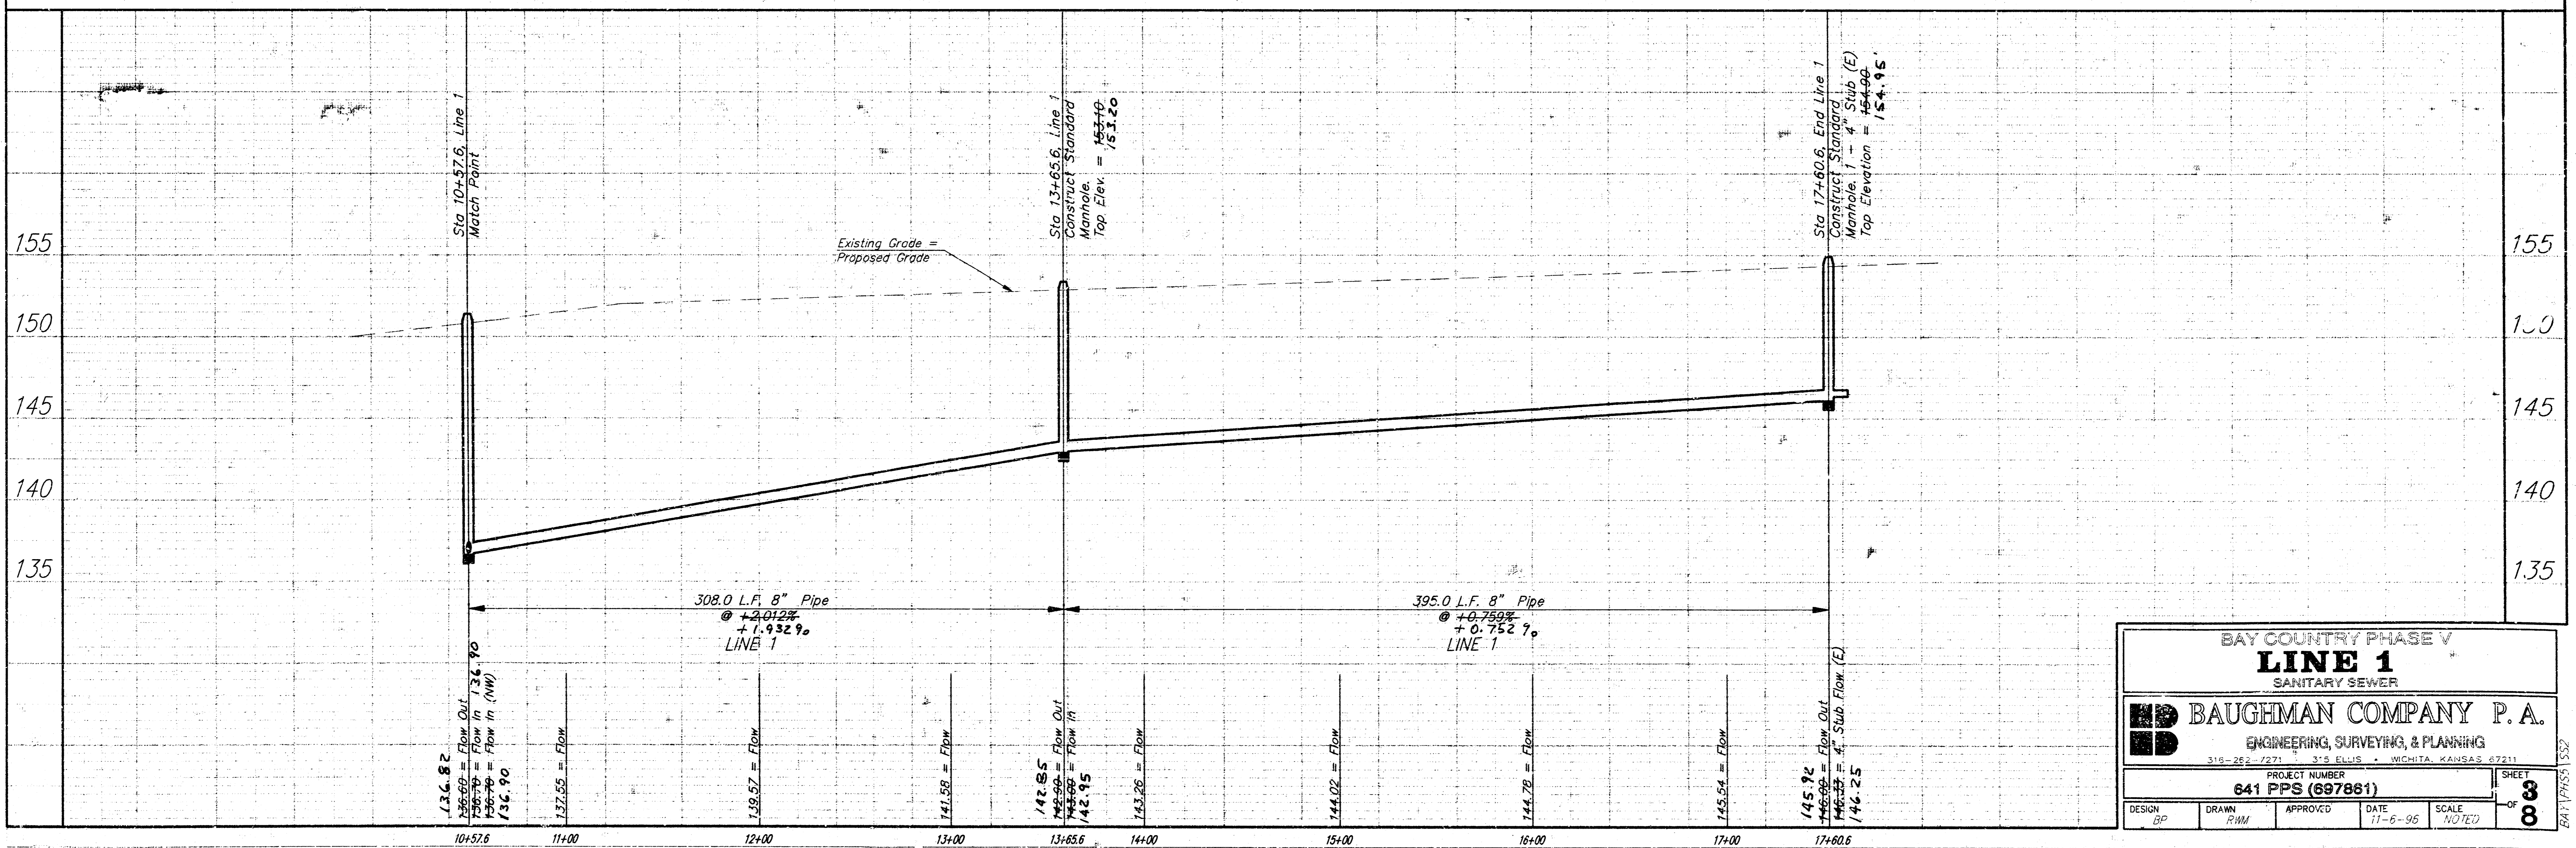 Sta 10+57.6, Line 1
Match Point
Sta 13+65.6, Line 1
Construct Standard
Manhole.
Top Elev. = 153.10
153.20
Sta 17+60.6, End Line 1
Construct Standard
Manhole. 1 - 4" Stub (E)
Top Elevation = 154.90
154.95'
Existing Grade =
Proposed Grade
155
150
145
140
135
155
145
140
135
308.0 L.F. 8" Pipe
@ +2.012%
+1.932%
LINE 1
395.0 L.F. 8" Pipe
@ +0.759%
+0.752%
LINE 1
136.82
136.60 = Flow Out
136.70 = Flow In 136.90
136.70 = Flow In (NW)
136.90
137.55 = Flow
139.57 = Flow
141.58 = Flow
142.85
142.90 = Flow Out
143.00 = Flow In
142.95
143.26 = Flow
144.02 = Flow
144.78 = Flow
145.54 = Flow
145.92
146.00 = Flow Out
146.33 = 4" Stub Flow (E)
146.25
10+57.6
11+00
12+00
13+00
13+65.6
14+00
15+00
16+00
17+00
17+60.6
BAY COUNTRY PHASE V
LINE 1
SANITARY SEWER
BAUGHMAN COMPANY P. A.
ENGINEERING, SURVEYING, & PLANNING
316-262-7271 · 315 ELLIS · WICHITA, KANSAS 67211
PROJECT NUMBER
641 PPS (697861)
SHEET
8
OF
8
DESIGN
BP
DRAWN
RWM
APPROVED
DATE
11-6-96
SCALE
NOTED